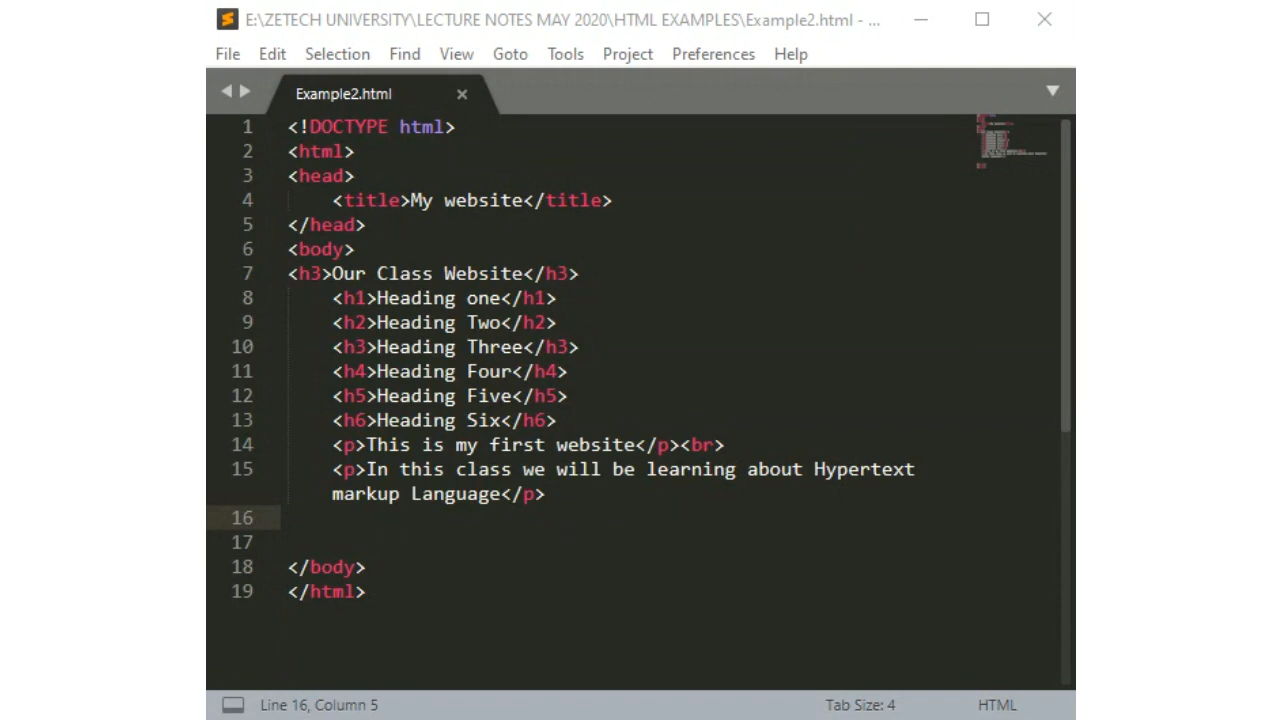 E:\ZETECH UNIVERSITY\LECTURE NOTES MAY 2020\HTML EXAMPLES\Example2.html - ...
File Edit Selection Find View Goto Tools Project Preferences Help
Example2.html
1 <!DOCTYPE html>
2 <html>
3 <head>
4 <title>My website</title>
5 </head>
6 <body>
7 <h3>Our Class Website</h3>
8 <h1>Heading one</h1>
9 <h2>Heading Two</h2>
10 <h3>Heading Three</h3>
11 <h4>Heading Four</h4>
12 <h5>Heading Five</h5>
13 <h6>Heading Six</h6>
14 <p>This is my first website</p><br>
15 <p>In this class we will be learning about Hypertext
markup Language</p>
16
17
18 </body>
19 </html>
Line 16, Column 5 Tab Size: 4 HTML